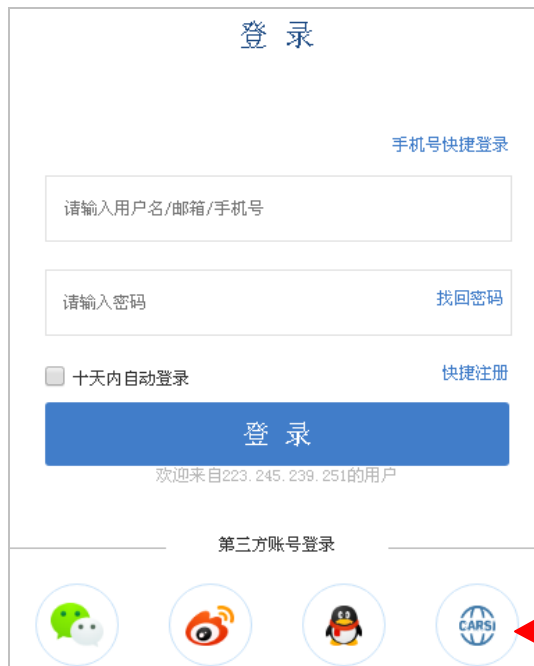 登 录
手机号快捷登录
请输入用户名/邮箱/手机号
请输入密码 找回密码
十天内自动登录 快捷注册
登 录
欢迎来自223.245.239.251的用户
第三方账号登录
CARSI